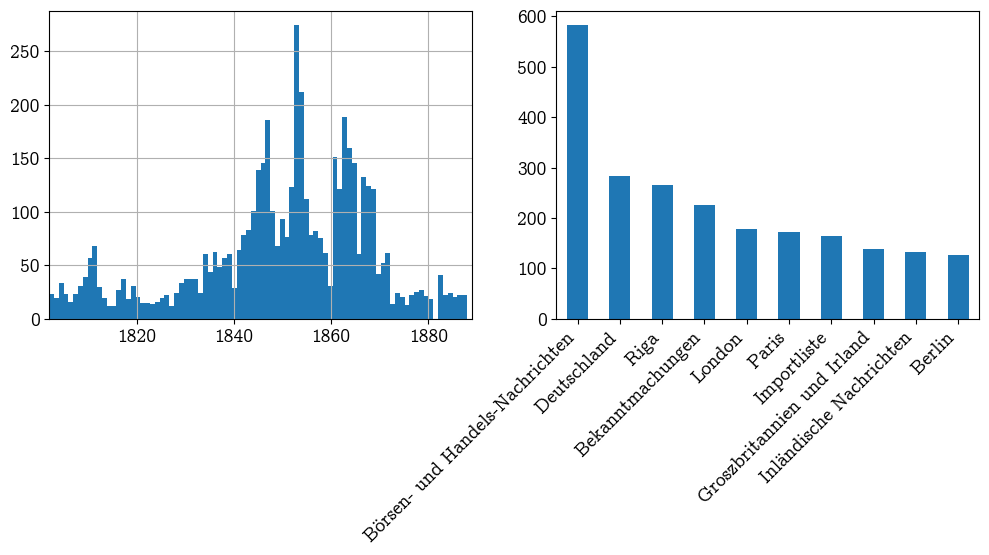 250
200
150
100
50
0
1820 1840 1860 1880
600
500
400
300
200
100
0
Börsen- und Handels-Nachrichten
Deutschland
Riga
Bekanntmachungen
London
Paris
Importliste
Groszbritannien und Irland
Inländische Nachrichten
Berlin